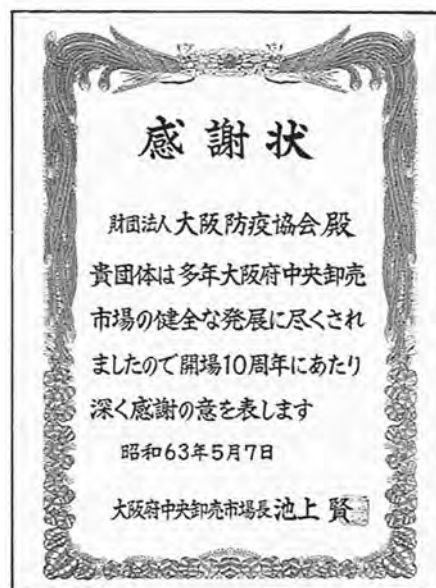 感謝状
財団法人大阪防疫協会殿
貴団体は多年大阪府中央卸売
市場の健全な発展に尽くされ
ましたので開場10周年にあたり
深く感謝の意を表します
昭和63年5月7日
大阪府中央卸売市場長池上賢